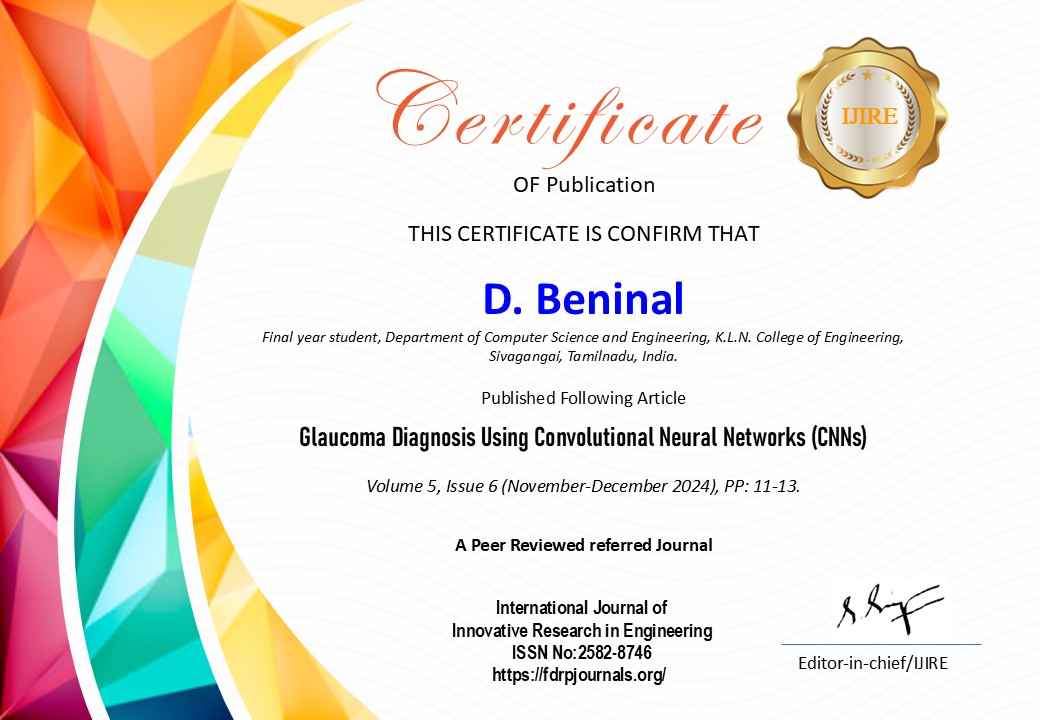 Certificate
IJIRE
OF Publication
THIS CERTIFICATE IS CONFIRM THAT
D. Beninal
Final year student, Department of Computer Science and Engineering, K.L.N. College of Engineering,
Sivagangai, Tamilnadu, India.
Published Following Article
Glaucoma Diagnosis Using Convolutional Neural Networks (CNNs)
Volume 5, Issue 6 (November-December 2024), PP: 11-13.
A Peer Reviewed referred Journal
International Journal of
Innovative Research in Engineering
ISSN No:2582-8746
https://fdrpjournals.org/
Editor-in-chief/IJIRE